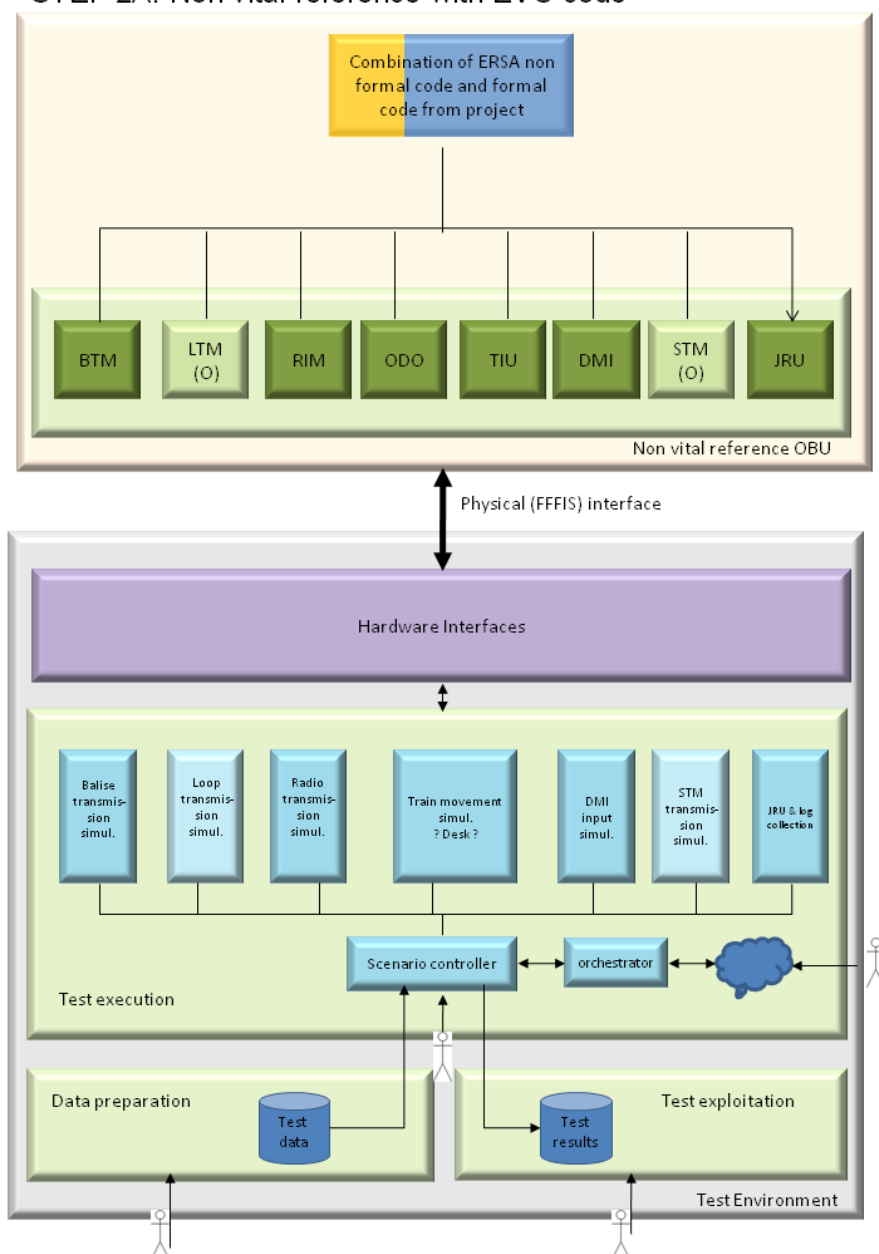 Combination of ERSA non
formal code and formal
code from project
BTM
LTM
(O)
RIM
ODO
TIU
DMI
STM
(O)
JRU
Non vital reference OBU
Physical (FFFIS) interface
Hardware Interfaces
Balise
transmis-
sion
simul.
Loop
transmis-
sion
simul.
Radio
transmis-
sion
simul.
Train movement
simul.
? Desk ?
DMI
input
simul.
STM
transmis-
sion
simul.
JRU & log
collection
Scenario controller
orchestrator
Test execution
Data preparation
Test
data
Test exploitation
Test
results
Test Environment